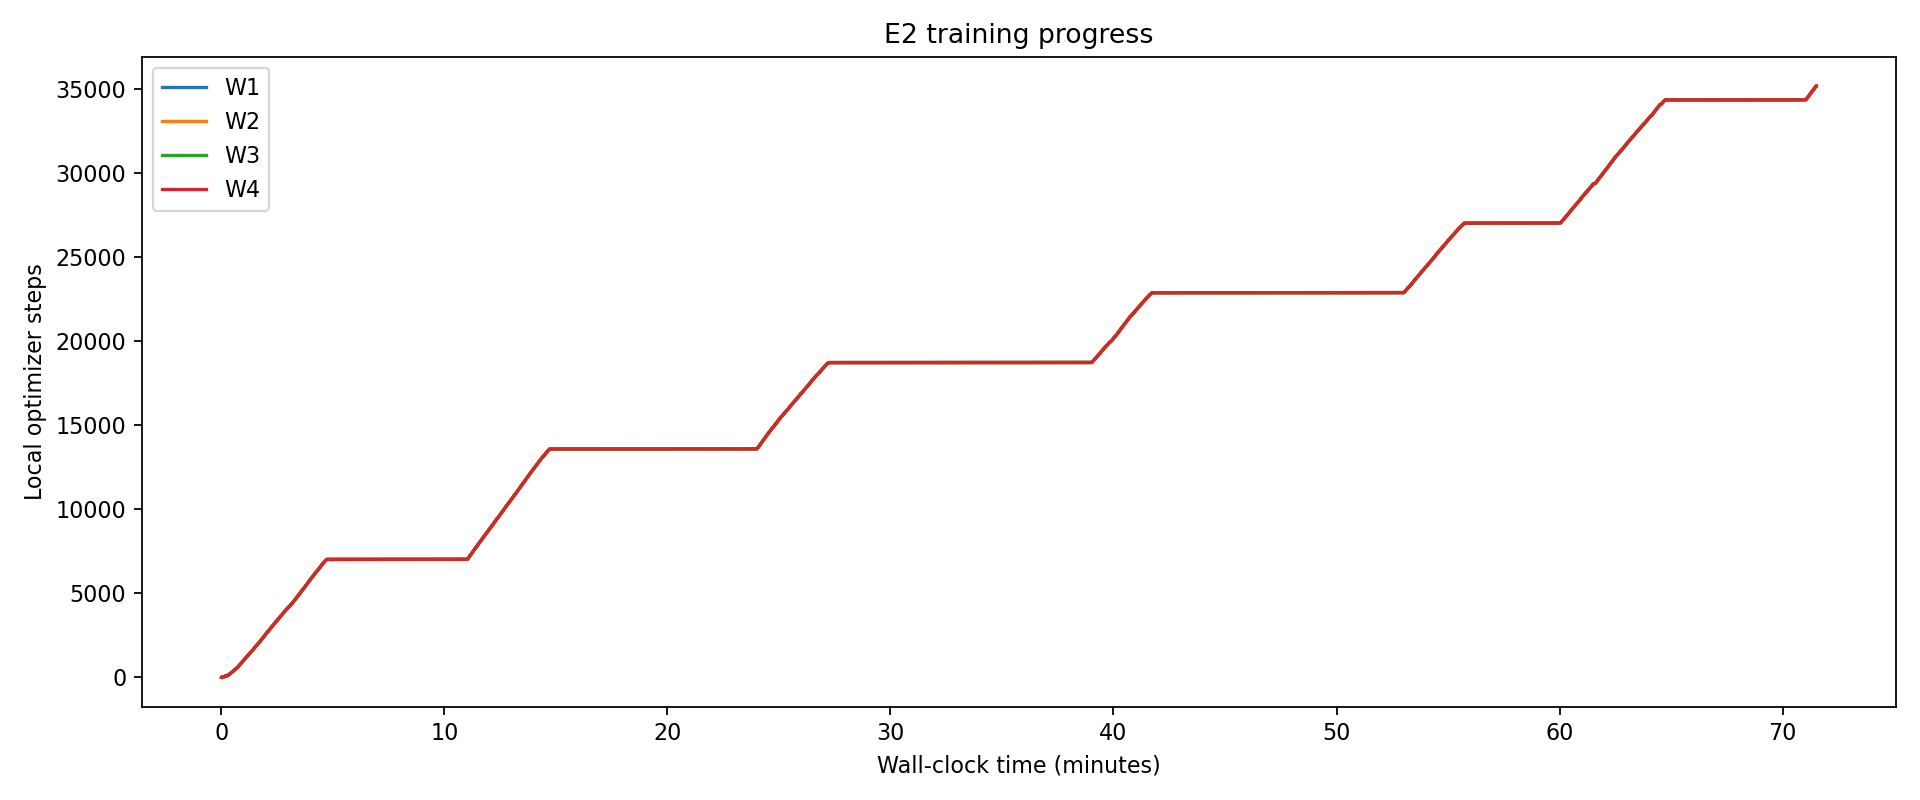 E2 training progress
W1
W2
W3
W4
35000
30000
25000
20000
15000
10000
5000
0
Local optimizer steps
0 10 20 30 40 50 60 70
Wall-clock time (minutes)